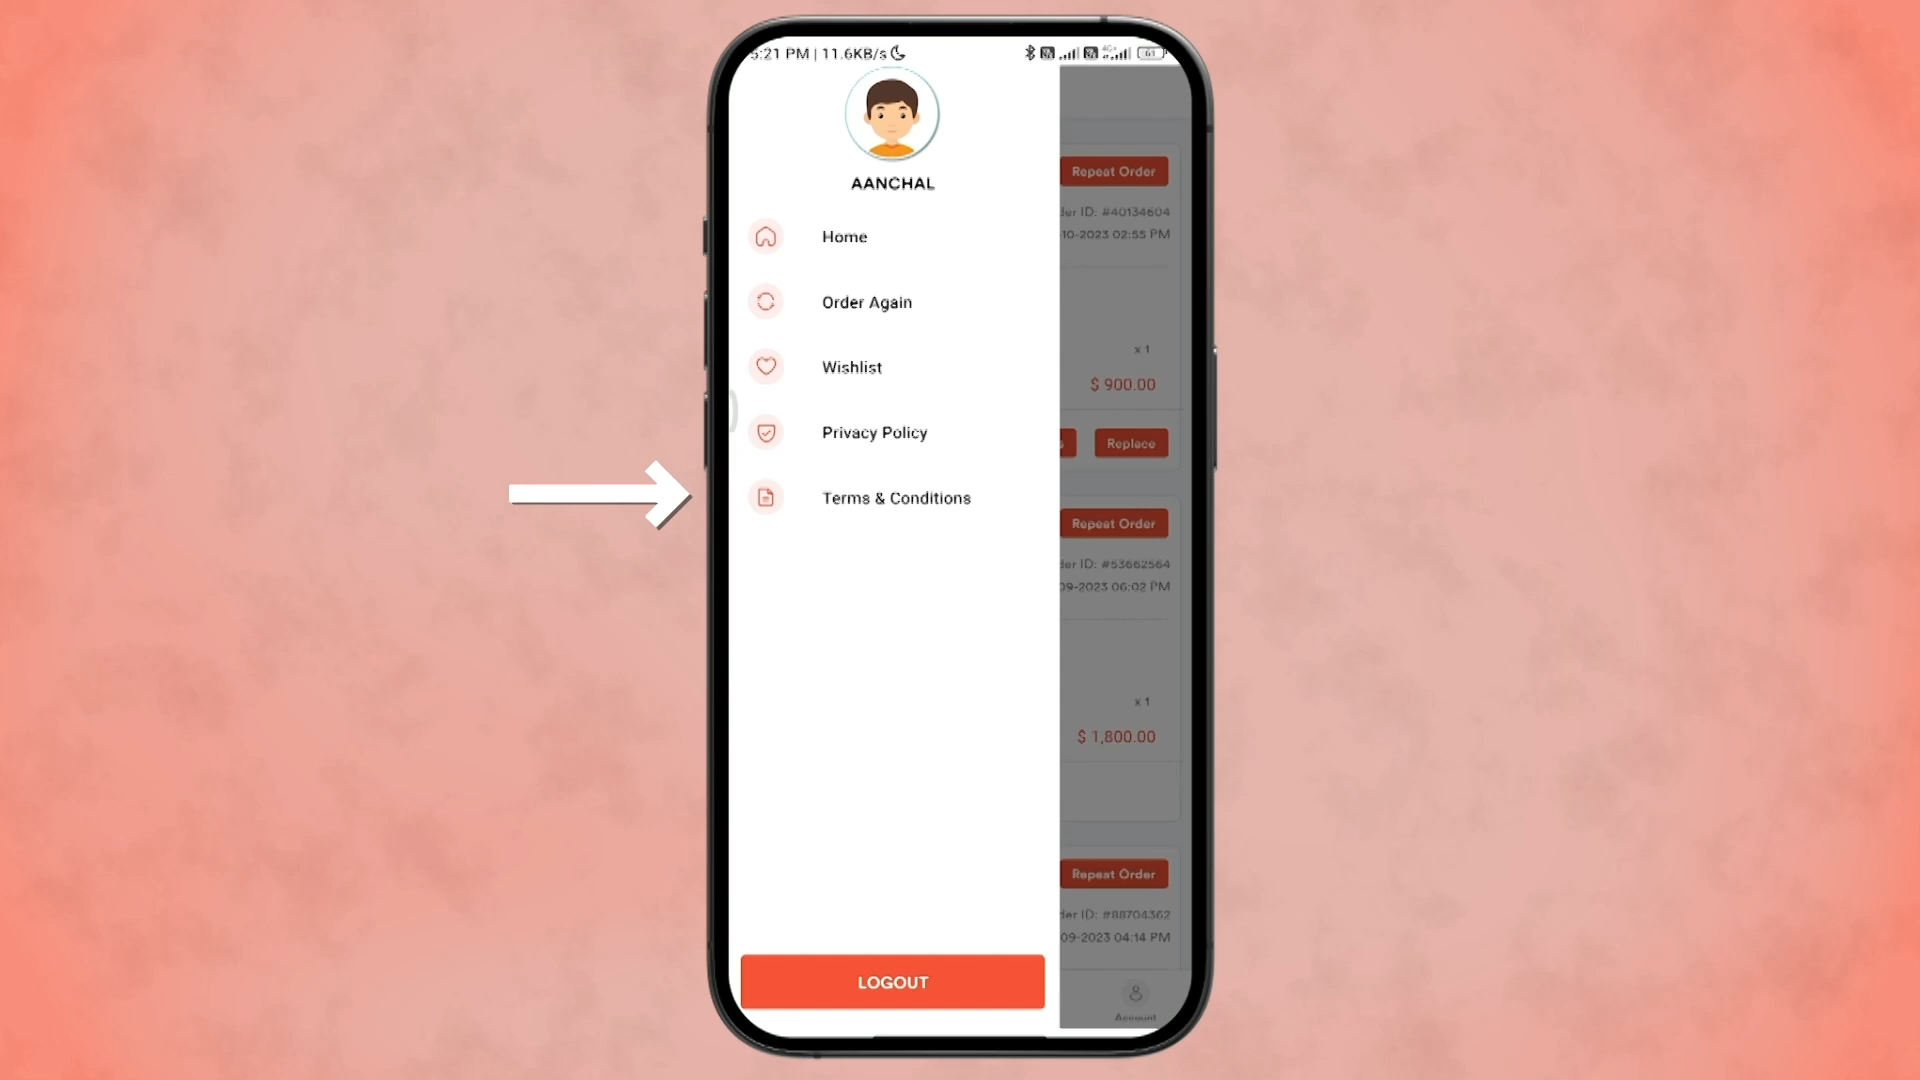 5:21 PM | 11.6KB/s
61
AANCHAL
Home
Order Again
Wishlist
Privacy Policy
Terms & Conditions
LOGOUT
Repeat Order
der ID: #40134604
10-2023 02:55 PM
x 1
$ 900.00
Replace
Repeat Order
der ID: #53662564
09-2023 06:02 PM
x 1
$ 1,800.00
Repeat Order
der ID: #88704362
09-2023 04:14 PM
Account